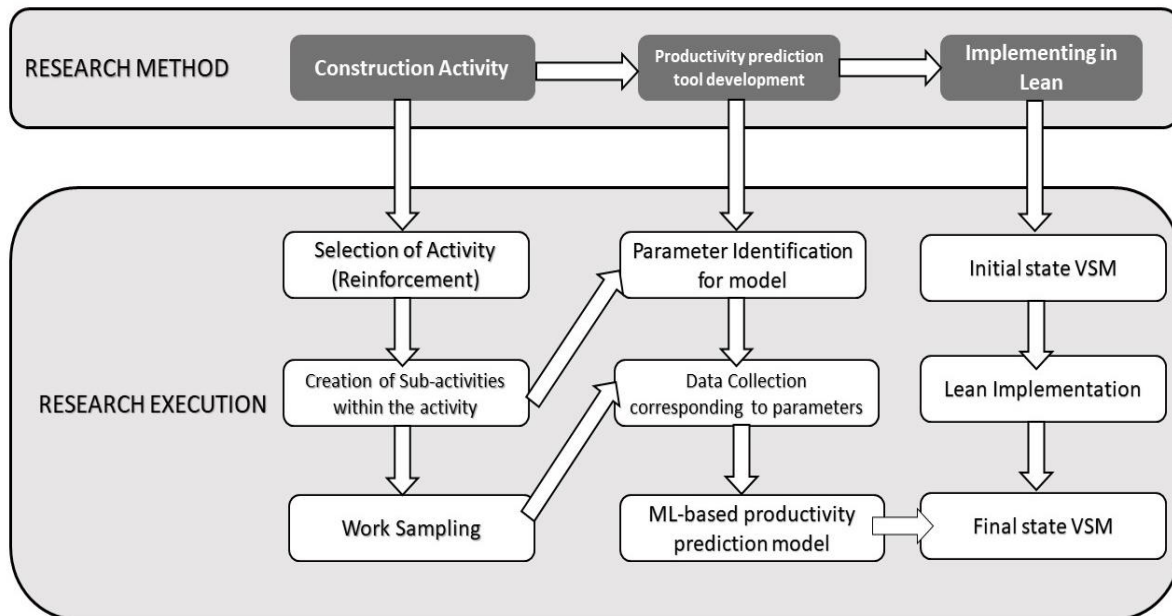 RESEARCH METHOD
Construction Activity
Productivity prediction
tool development
Implementing in
Lean
RESEARCH EXECUTION
Selection of Activity
(Reinforcement)
Creation of Sub-activities
within the activity
Work Sampling
Parameter Identification
for model
Data Collection
corresponding to parameters
ML-based productivity
prediction model
Initial state VSM
Lean Implementation
Final state VSM